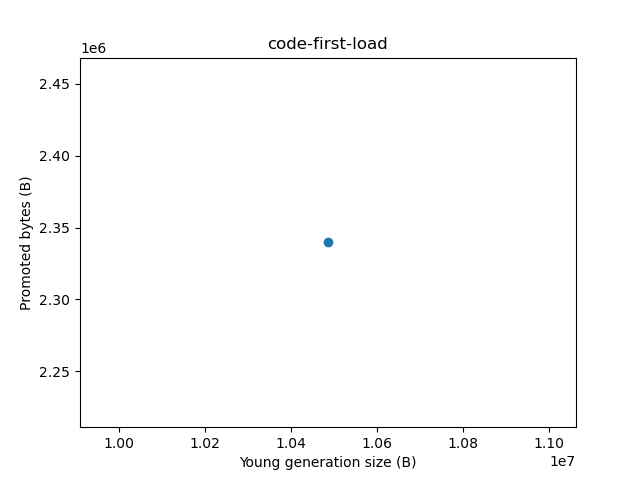 code-first-load
1e6
2.45
2.40
2.35
2.30
2.25
Promoted bytes (B)
1.00 1.02 1.04 1.06 1.08 1.10
1e7
Young generation size (B)